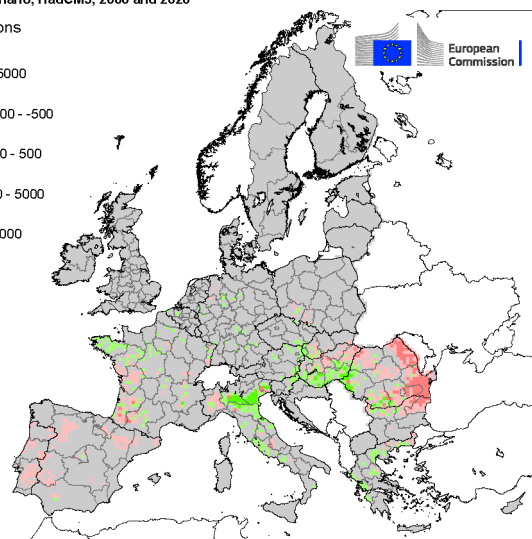 nario, HadCM3, 2000 and 2020
ons
5000
00 - -500
0 - 500
0 - 5000
000
European
Commission